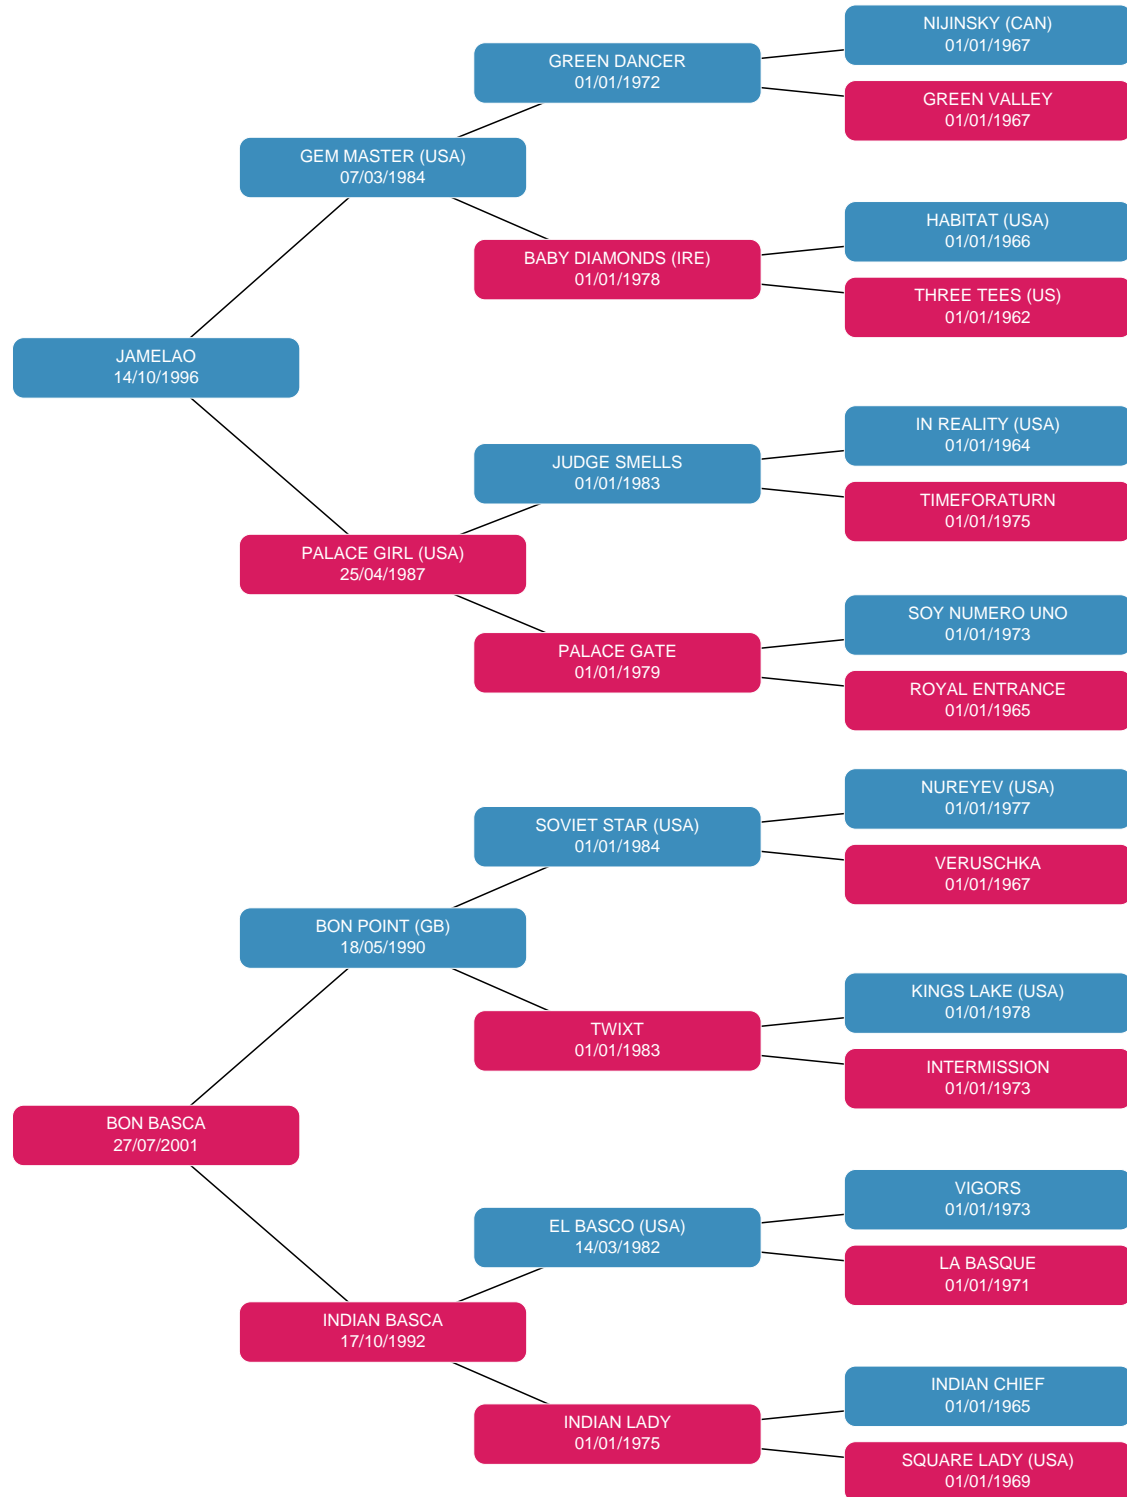 NIJINSKY (CAN)
01/01/1967
GREEN DANCER
01/01/1972
GREEN VALLEY
01/01/1967
GEM MASTER (USA)
07/03/1984
HABITAT (USA)
01/01/1966
BABY DIAMONDS (IRE)
01/01/1978
THREE TEES (US)
01/01/1962
JAMELAO
14/10/1996
IN REALITY (USA)
01/01/1964
JUDGE SMELLS
01/01/1983
TIMEFORATURN
01/01/1975
PALACE GIRL (USA)
25/04/1987
SOY NUMERO UNO
01/01/1973
PALACE GATE
01/01/1979
ROYAL ENTRANCE
01/01/1965
NUREYEV (USA)
01/01/1977
SOVIET STAR (USA)
01/01/1984
VERUSCHKA
01/01/1967
BON POINT (GB)
18/05/1990
KINGS LAKE (USA)
01/01/1978
TWIXT
01/01/1983
INTERMISSION
01/01/1973
BON BASCA
27/07/2001
VIGORS
01/01/1973
EL BASCO (USA)
14/03/1982
LA BASQUE
01/01/1971
INDIAN BASCA
17/10/1992
INDIAN CHIEF
01/01/1965
INDIAN LADY
01/01/1975
SQUARE LADY (USA)
01/01/1969